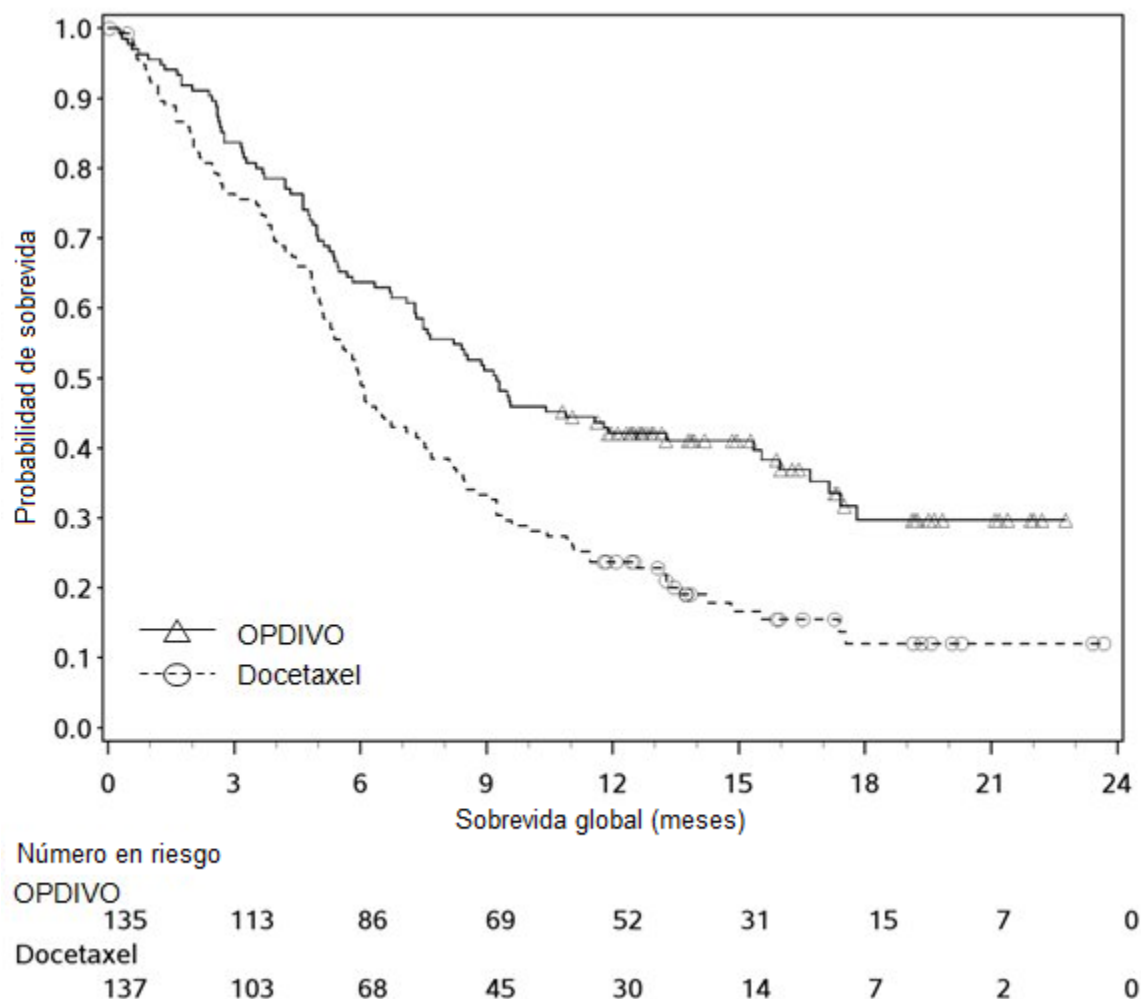 1.0
0.9
0.8
0.7
0.6
0.5
0.4
0.3
0.2
0.1
0.0
Probabilidad de sobrevida
OPDIVO
Docetaxel
0 3 6 9 12 15 18 21 24
Sobrevida global (meses)
Número en riesgo
OPDIVO
135 113 86 69 52 31 15 7 0
Docetaxel
137 103 68 45 30 14 7 2 0